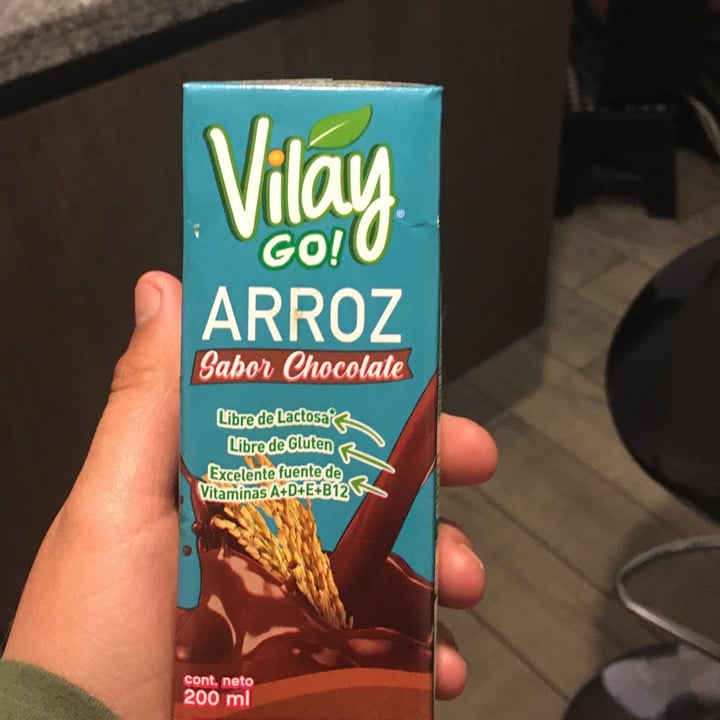 Vilay®
GO!
ARROZ
Sabor Chocolate
Libre de Lactosa*
Libre de Gluten
Excelente fuente de
Vitaminas A+D+E+B12
cont. neto
200 ml